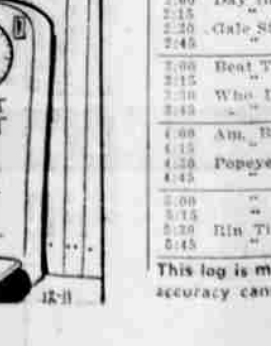 2:15 "
2:30 Gale St
2:45 "
3:00 Beat T
3:15 "
3:30 Who
3:45 "
4:00 Am. B
4:15 "
4:30 Popeye
4:45 "
5:00 "
5:15 "
5:30 Rin Ti
5:45 "
This log is m
accuracy can
12-11